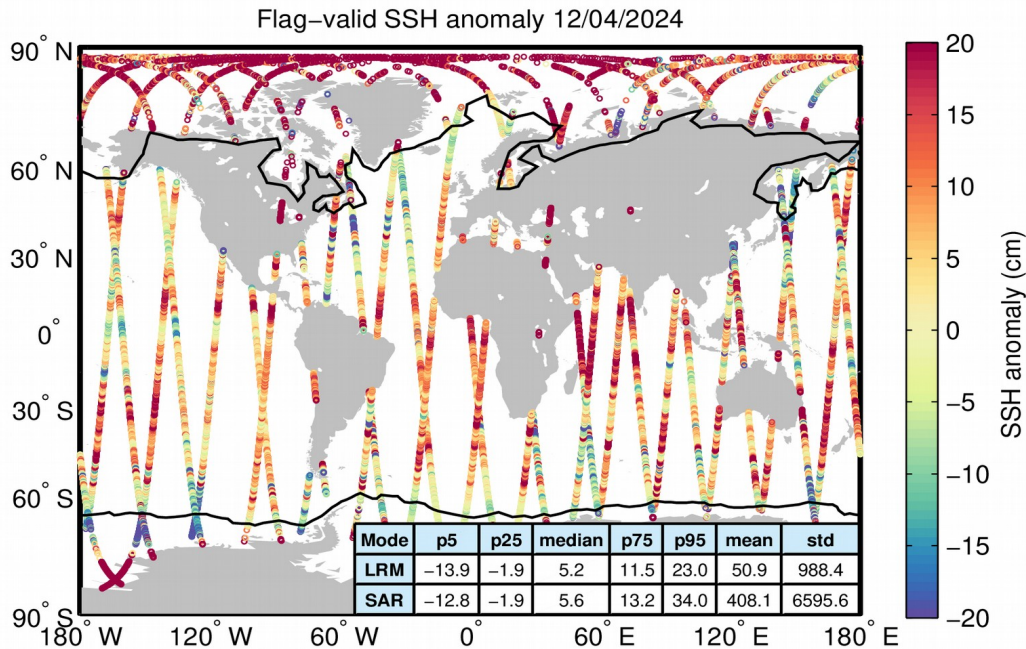 Flag−valid SSH anomaly 12/04/2024
90° N
60° N
30° N
0°
30° S
60° S
90° S
180° W 120° W 60° W 0° 60° E 120° E 180° E
Mode p5 p25 median p75 p95 mean std
LRM −13.9 −1.9 5.2 11.5 23.0 50.9 988.4
SAR −12.8 −1.9 5.6 13.2 34.0 408.1 6595.6
20
15
10
5
0
−5
−10
−15
−20
SSH anomaly (cm)